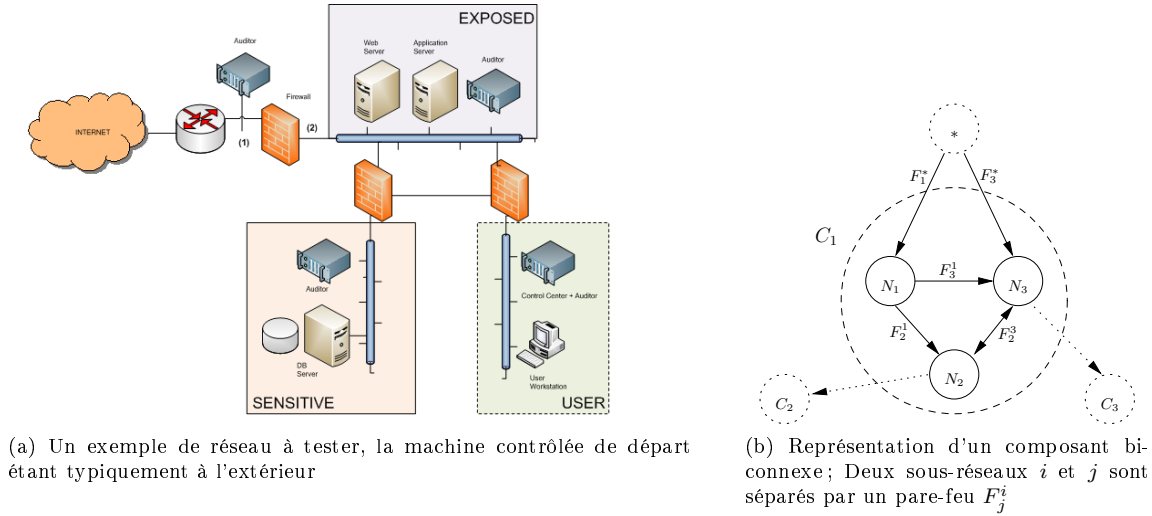 EXPOSED
Web
Server
Application
Server
Auditor
Auditor
Firewall
INTERNET
(1)
(2)
Auditor
DB
Server
SENSITIVE
Control Center + Auditor
User
Workstation
USER
(a) Un exemple de réseau à tester, la machine contrôlée de départ
étant typiquement à l'extérieur
*
F₁*
F₃*
C₁
N₁
F₃¹
N₃
F₂¹
F₂³
N₂
C₂
C₃
(b) Représentation d'un composant bi-
connexe ; Deux sous-réseaux i et j sont
séparés par un pare-feu Fⱼⁱ